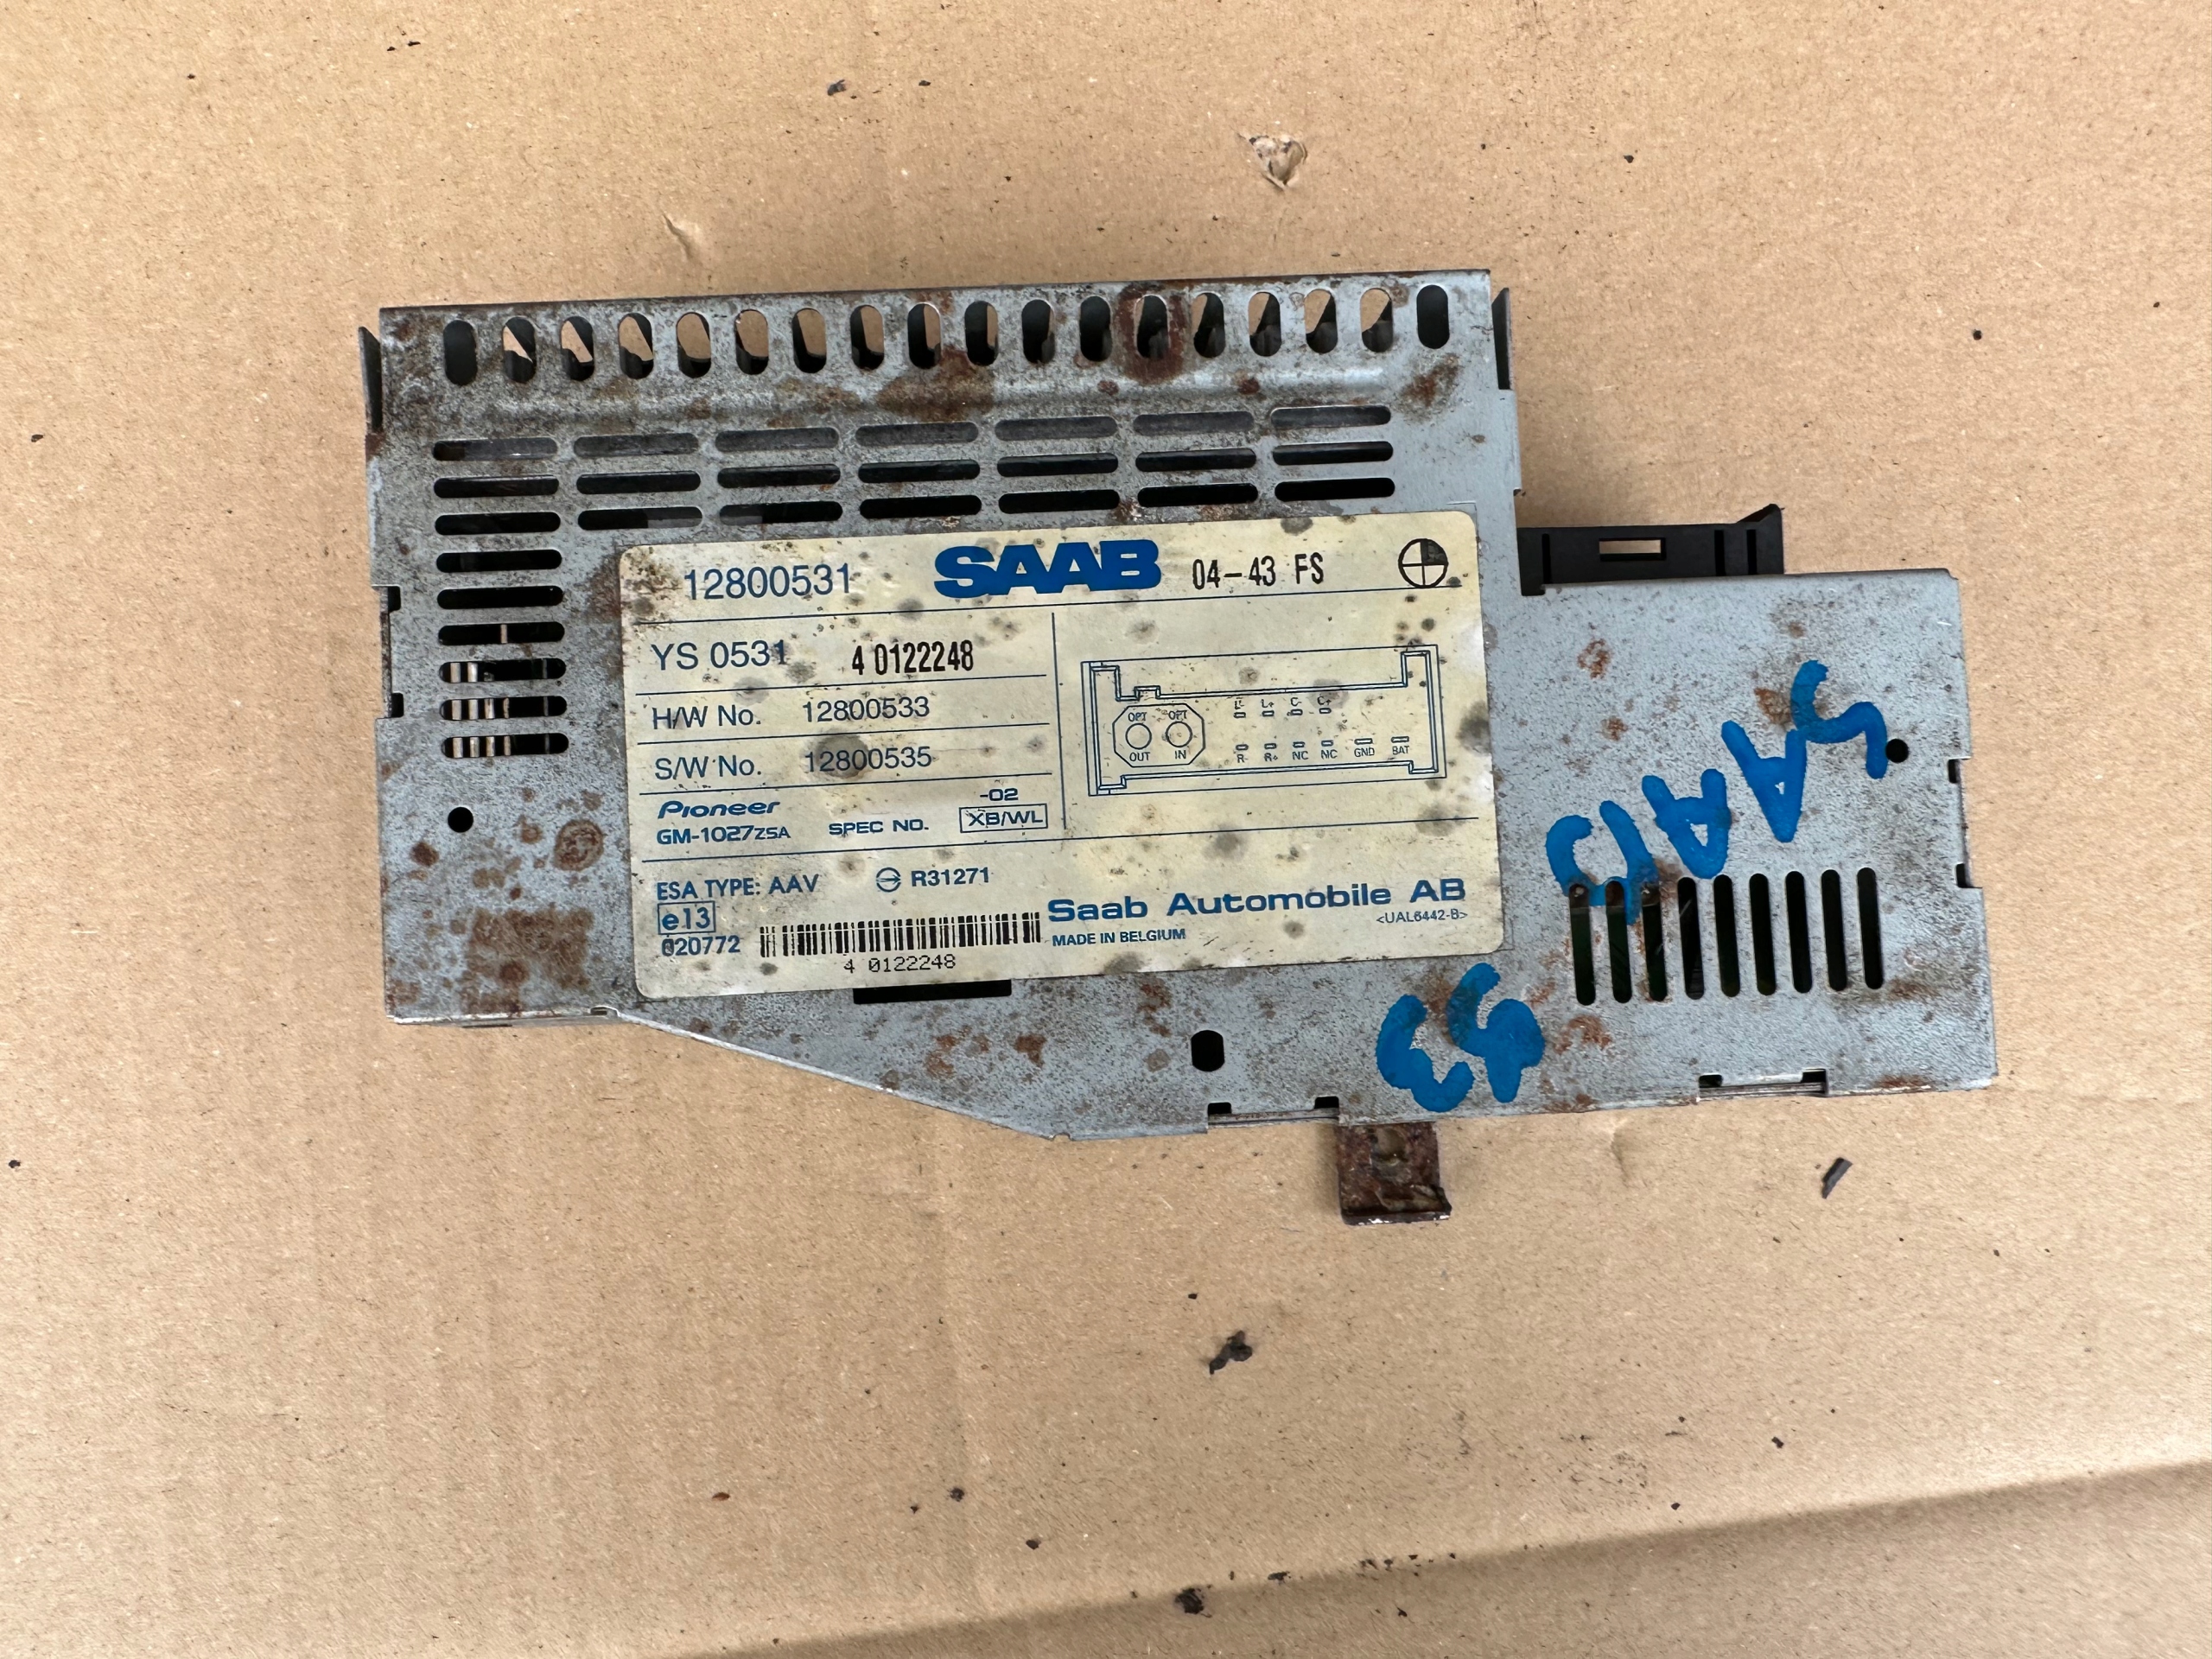 12800531 SAAB 04-43 FS
YS 0531 4 0122248
H/W No. 12800533
S/W No. 12800535
Pioneer
GM-1027ZSA SPEC NO. -02 XB/WL
L- L+ C- C+
OPT OPT
OUT IN
R- R+ NC NC GND BAT
ESA TYPE: AAV R31271
e13
020772
4 0122248
Saab Automobile AB
<UAL6442-B>
MADE IN BELGIUM
SAAB
93